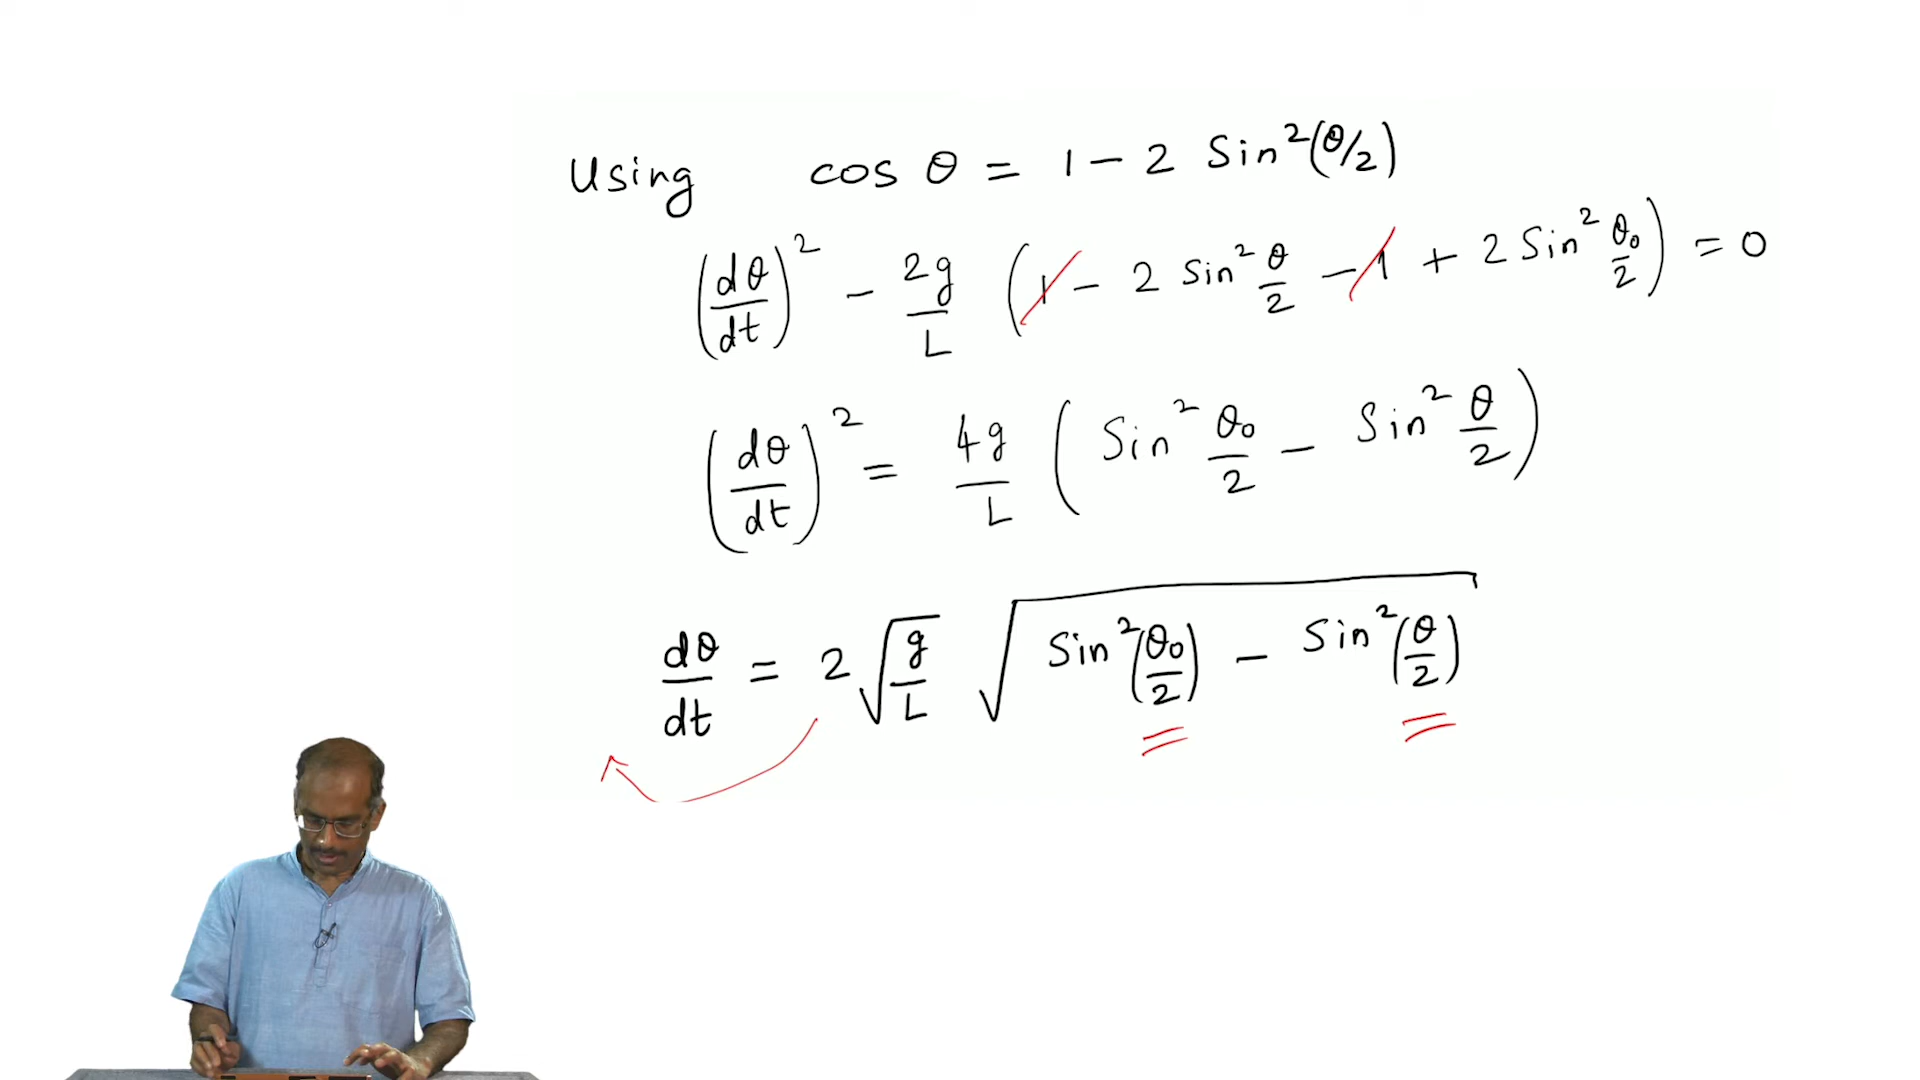 Using cos θ = 1 - 2 Sin²(θ/2)
(dθ/dt)² - 2g/L (1 - 2 Sin² θ/2 - 1 + 2 Sin² θ₀/2) = 0
(dθ/dt)² = 4g/L (Sin² θ₀/2 - Sin² θ/2)
dθ/dt = 2 √(g/L) √(Sin²(θ₀/2) - Sin²(θ/2))